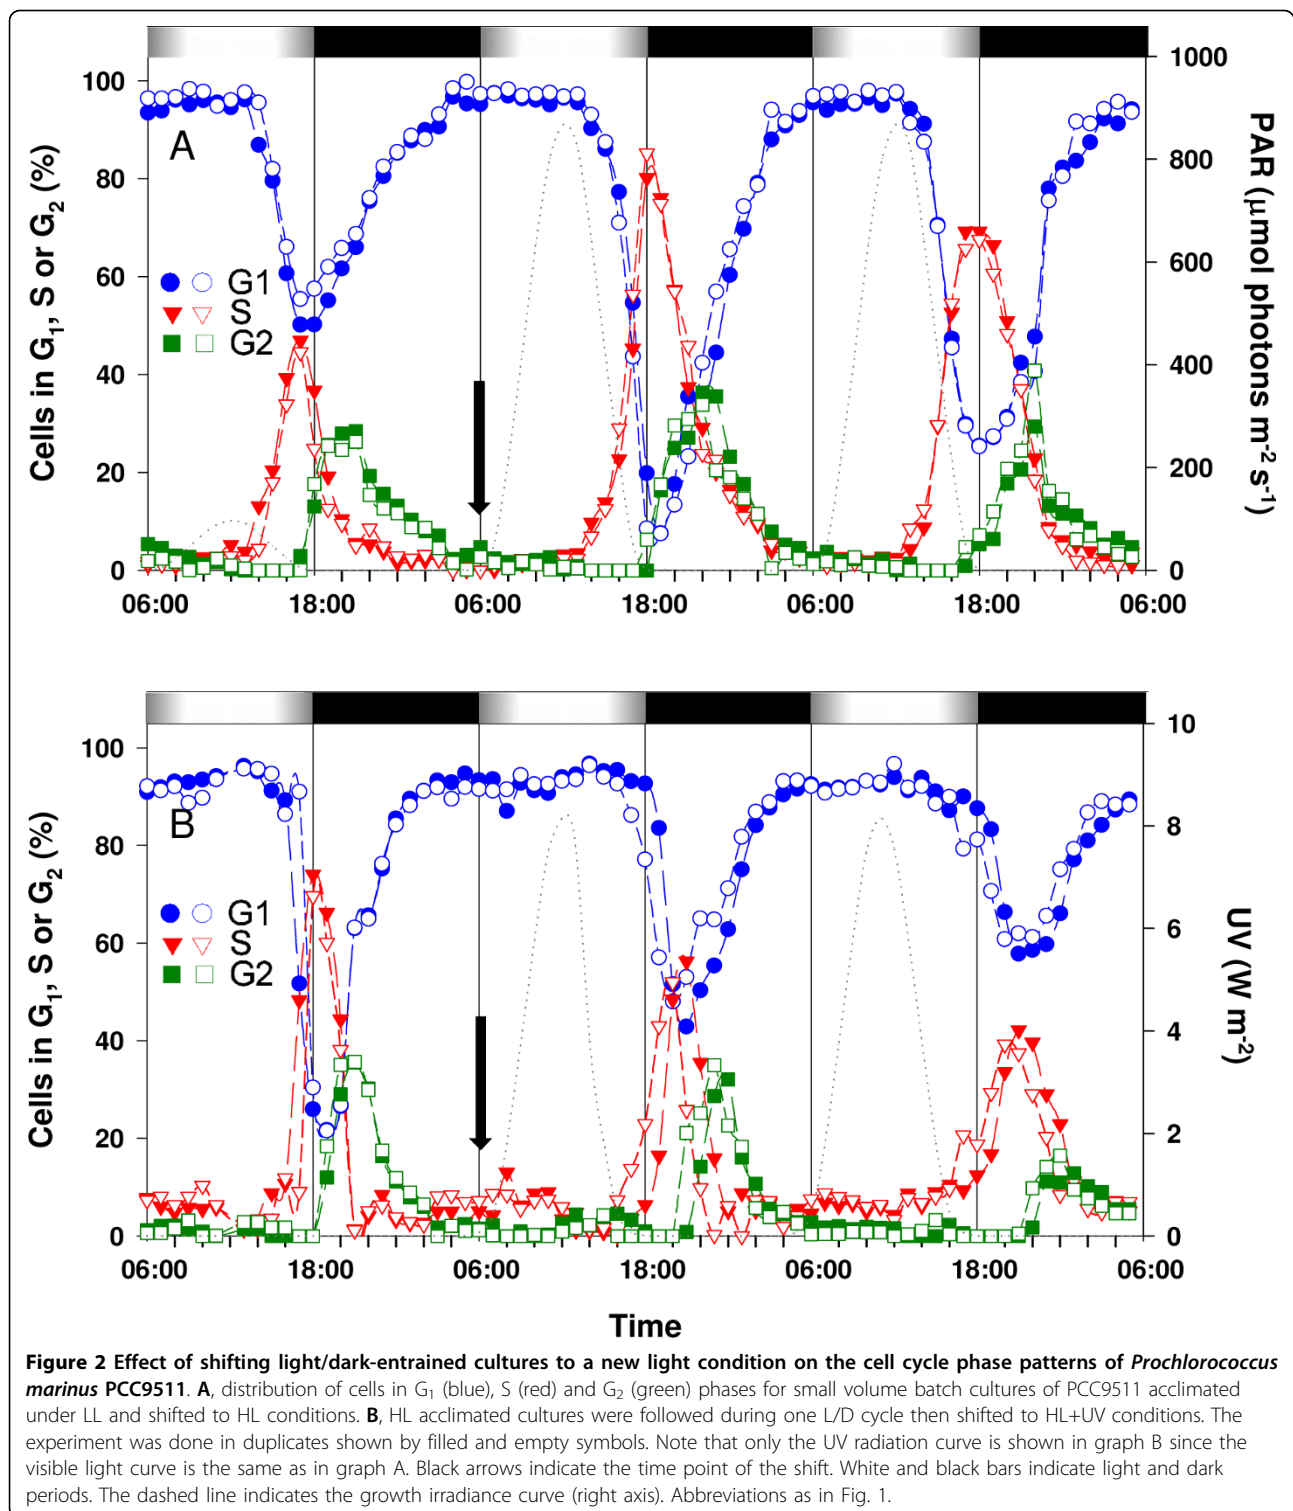 1000
100
A
PAR (μmol photons m-2 s-1)
800
80
Cells in G1, S or G2 (%)
600
60
G1
S
G2
400
40
200
20
0
0
06:00 18:00 06:00 18:00 06:00 18:00 06:00
10
100
B
8
80
Cells in G1, S or G2 (%)
UV (W m-2)
G1
S
G2
6
60
4
40
2
20
0
0
06:00 18:00 06:00 18:00 06:00 18:00 06:00
Time
Figure 2 Effect of shifting light/dark-entrained cultures to a new light condition on the cell cycle phase patterns of Prochlorococcus
marinus PCC9511. A, distribution of cells in G1 (blue), S (red) and G2 (green) phases for small volume batch cultures of PCC9511 acclimated
under LL and shifted to HL conditions. B, HL acclimated cultures were followed during one L/D cycle then shifted to HL+UV conditions. The
experiment was done in duplicates shown by filled and empty symbols. Note that only the UV radiation curve is shown in graph B since the
visible light curve is the same as in graph A. Black arrows indicate the time point of the shift. White and black bars indicate light and dark
periods. The dashed line indicates the growth irradiance curve (right axis). Abbreviations as in Fig. 1.